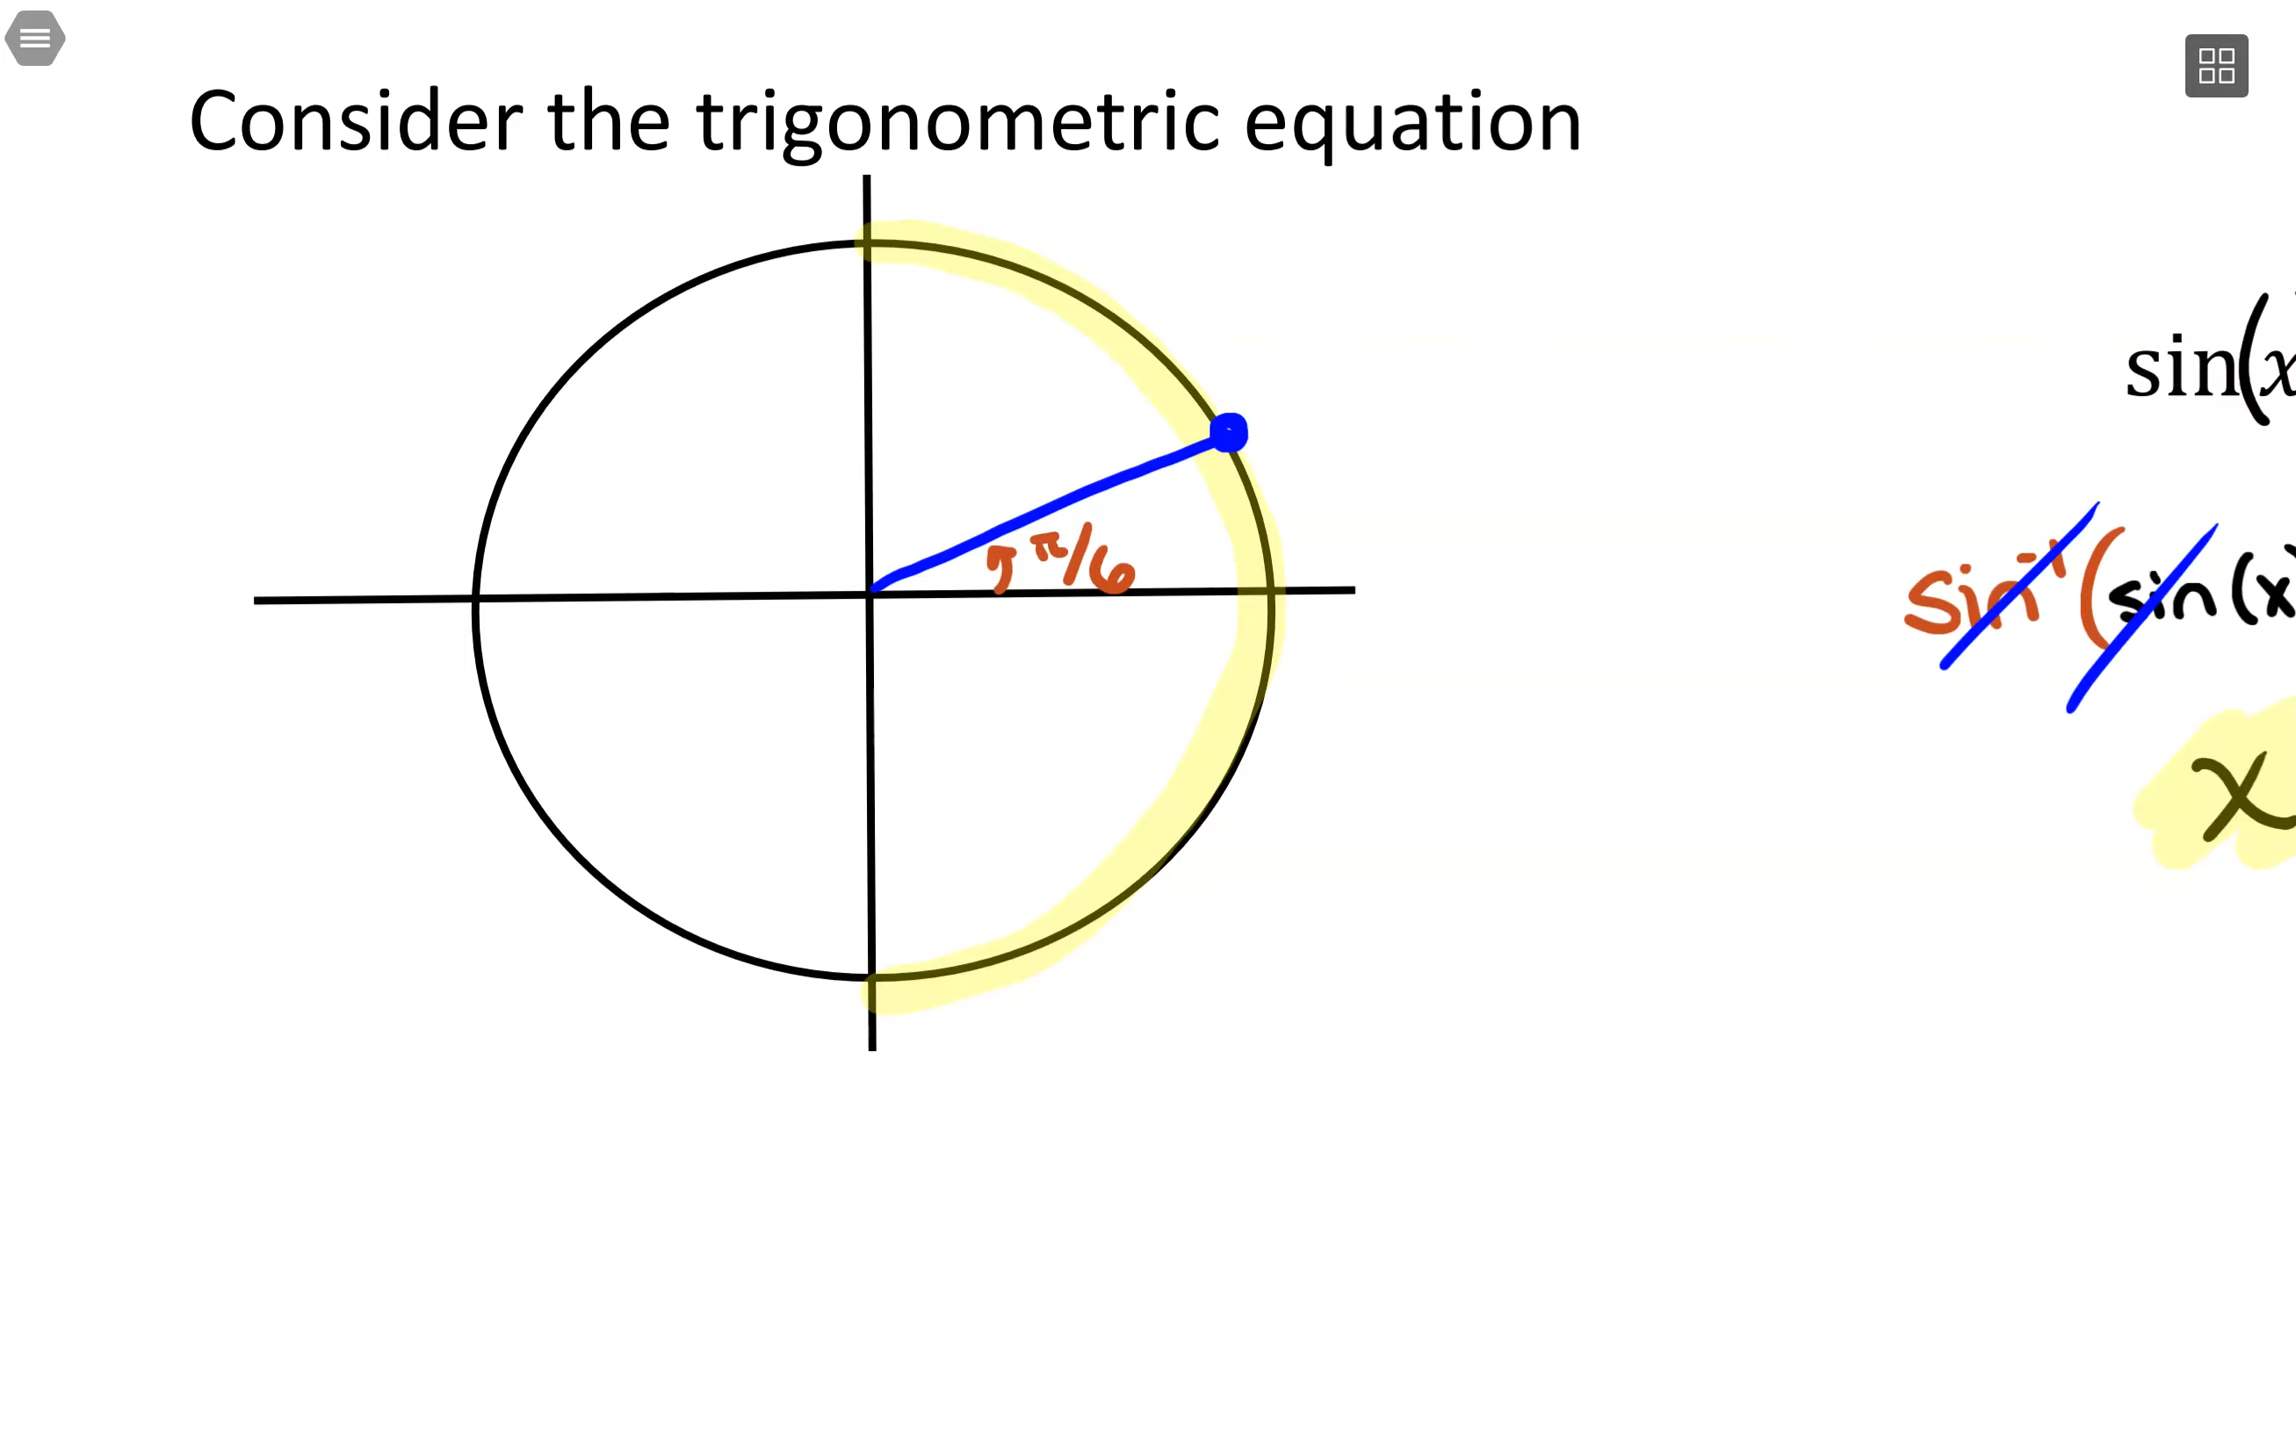 Consider the trigonometric equation
sin(x
π/6
sin⁻¹(sin(x)
x